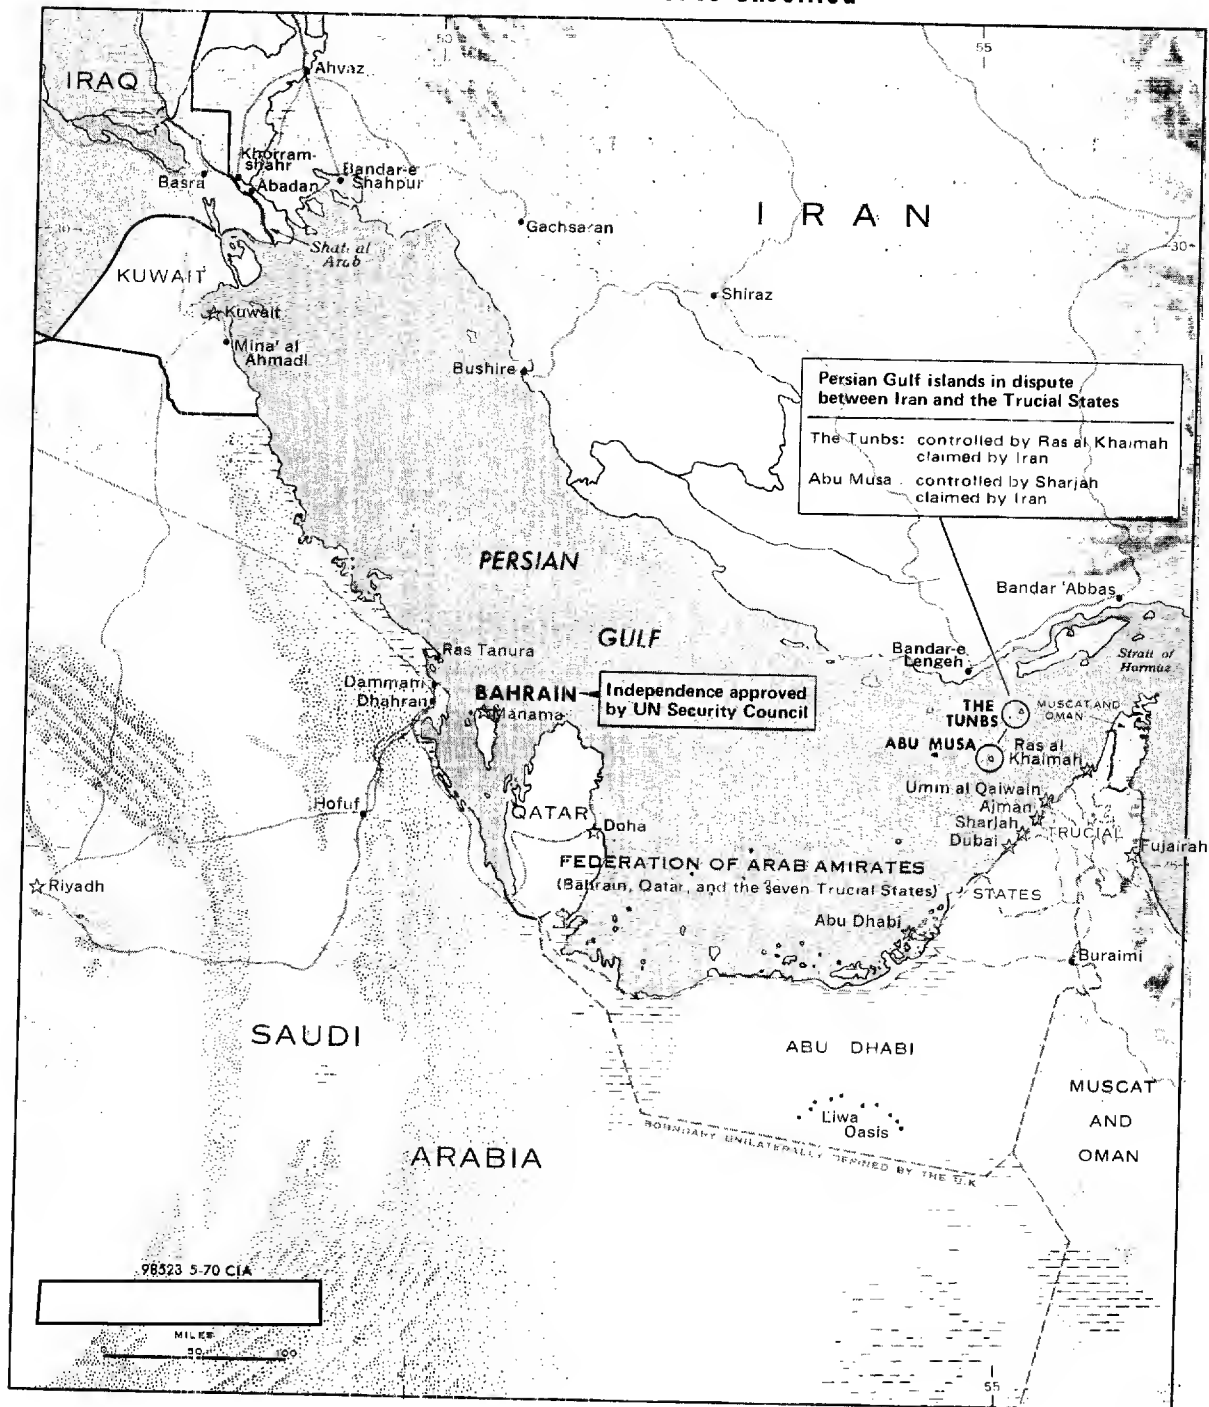 50
55
IRAQ
Ahvaz
Khorram-
shahr
Basra
Abadan
Bandar-e
Shahpur
30
Gachsaran
I R A N
30
Shat al
Arab
KUWAIT
Kuwait
Mina' al
Ahmadi
Shiraz
Bushire
Persian Gulf islands in dispute
between Iran and the Trucial States
The Tunbs: controlled by Ras al Khaimah
claimed by Iran
Abu Musa : controlled by Sharjah
claimed by Iran
PERSIAN
GULF
Bandar 'Abbas
Bandar-e
Lengeh
Strait of
Hormuz
Ras Tanura
Dammam
Dhahran
BAHRAIN
Manama
Independence approved
by UN Security Council
THE
TUNBS
MUSCAT AND
OMAN
ABU MUSA
Ras al
Khaimah
Umm al Qaiwain
Ajman
Sharjah
Dubai
TRUCIAL
STATES
Fujairah
Hofuf
QATAR
Doha
FEDERATION OF ARAB AMIRATES
(Bahrain, Qatar, and the Seven Trucial States)
Riyadh
Abu Dhabi
Buraimi
SAUDI
ARABIA
ABU DHABI
Liwa
Oasis
BOUNDARY UNILATERALLY DEFINED BY THE U.K
MUSCAT
AND
OMAN
98523 5-70 CIA
MILES
0 50 100
55